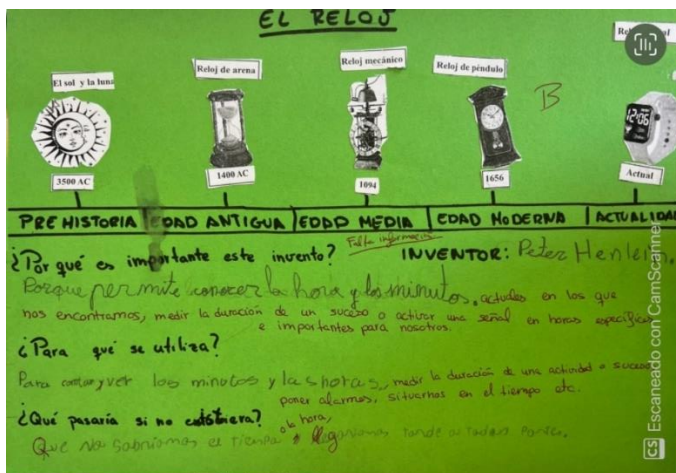 EL RELOJ
El sol y la luna
Reloj de arena
Reloj mecánico
Reloj de péndulo
3500 AC
1400 AC
1094
1656
B
12:06
Actual
PREHISTORIA EDAD ANTIGUA EDAD MEDIA EDAD MODERNA ACTUALIDAD
Falta información
¿Por qué es importante este invento? INVENTOR: Peter Henlein.
Porque permite conocer la hora y los minutos, actuales en los que
nos encontramos, medir la duración de un suceso o activar una señal en horas específicas
e importantes para nosotros.
¿Para qué se utiliza?
Para contar y ver los minutos y las horas, medir la duración de una actividad o suceso
poner alarmas, situarnos en el tiempo etc.
¿Qué pasaría si no existiera?
o la hora,
Que no sabríamos el tiempo llegaríamos tarde a todas partes.
CS Escaneado con CamScanner